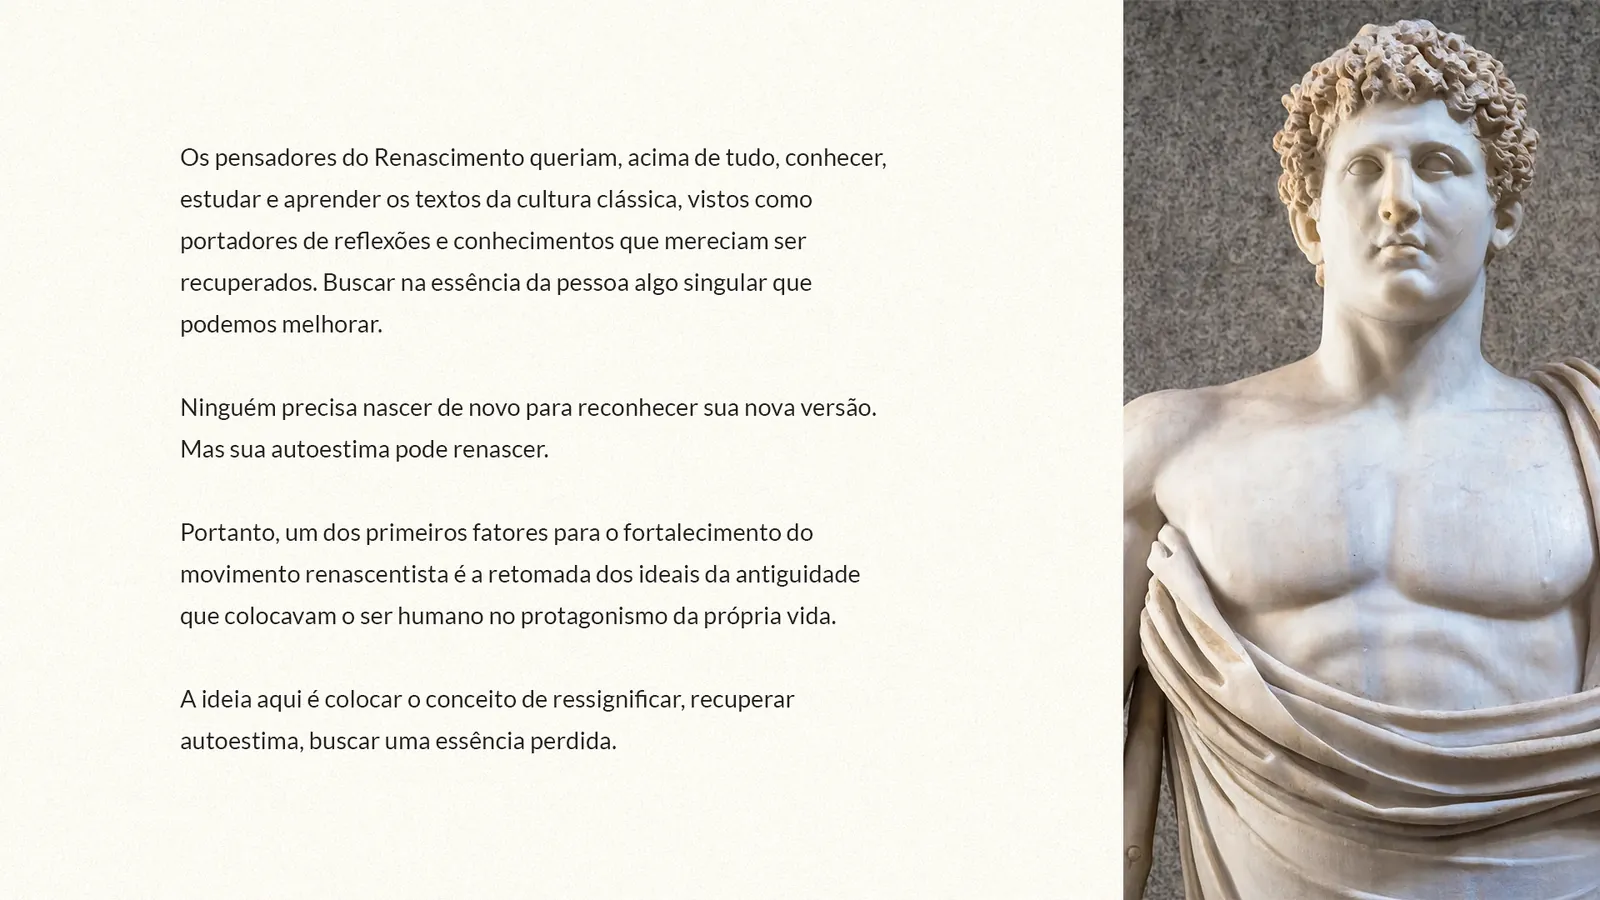 Os pensadores do Renascimento queriam, acima de tudo, conhecer,
estudar e aprender os textos da cultura clássica, vistos como
portadores de reflexões e conhecimentos que mereciam ser
recuperados. Buscar na essência da pessoa algo singular que
podemos melhorar.
Ninguém precisa nascer de novo para reconhecer sua nova versão.
Mas sua autoestima pode renascer.
Portanto, um dos primeiros fatores para o fortalecimento do
movimento renascentista é a retomada dos ideais da antiguidade
que colocavam o ser humano no protagonismo da própria vida.
A ideia aqui é colocar o conceito de ressignificar, recuperar
autoestima, buscar uma essência perdida.